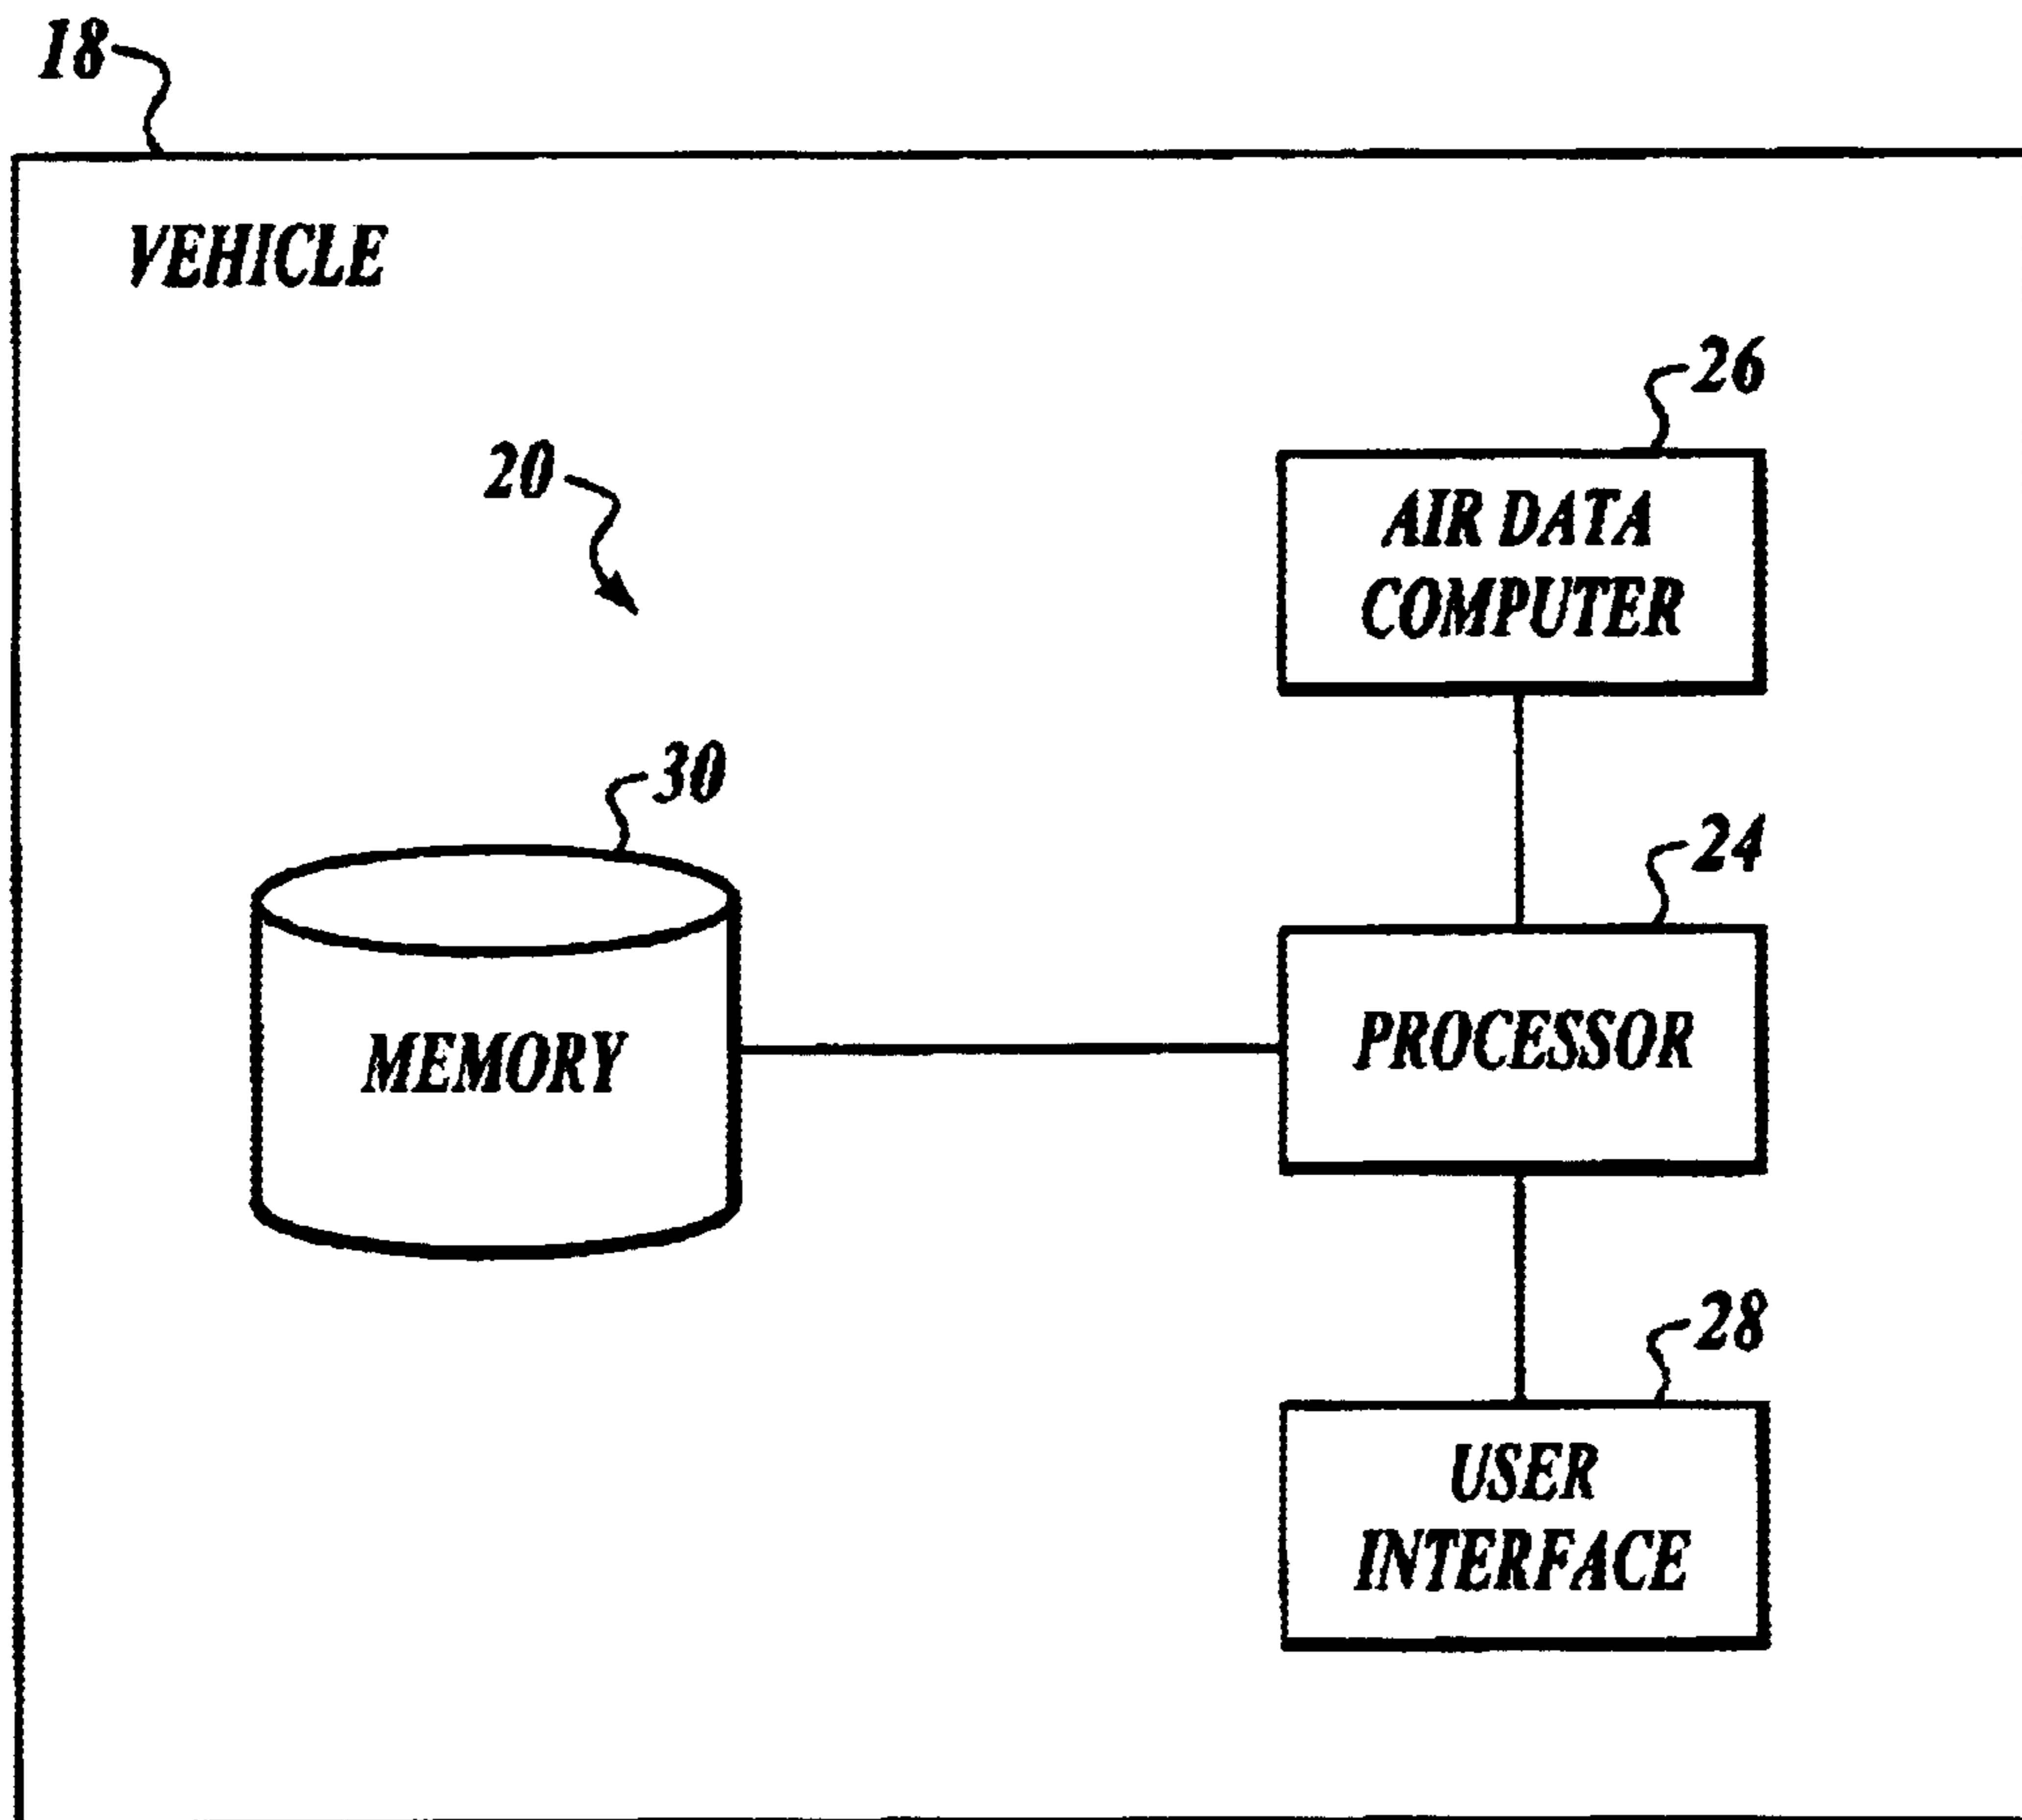 18
VEHICLE
26
20
AIR DATA
COMPUTER
30
24
PROCESSOR
MEMORY
28
USER
INTERFACE